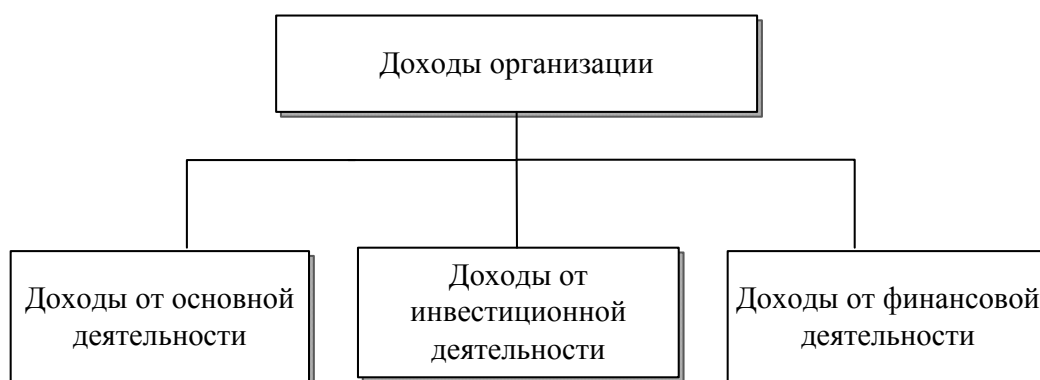 Доходы организации
Доходы от основной
деятельности
Доходы от
инвестиционной
деятельности
Доходы от финансовой
деятельности